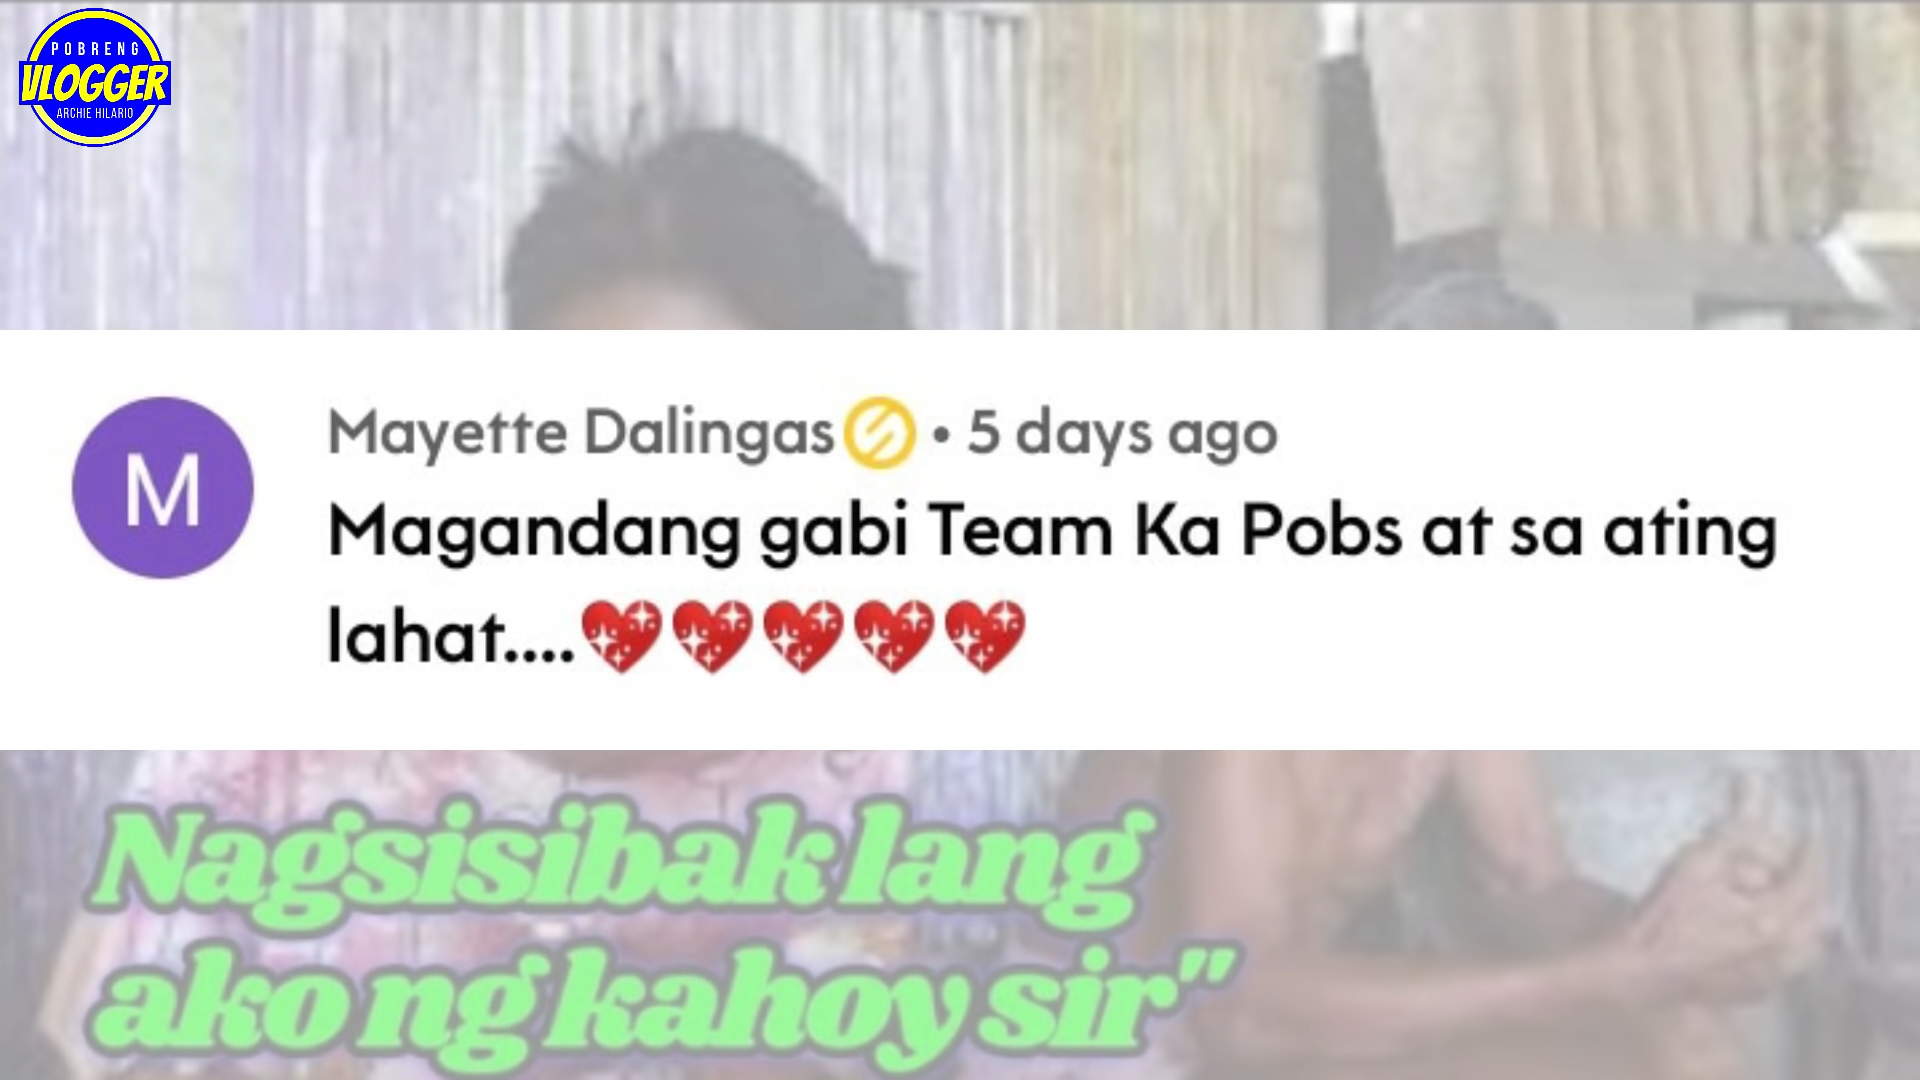 POBRENG
VLOGGER
ARCHIE HILARIO
M
Mayette Dalingas • 5 days ago
Magandang gabi Team Ka Pobs at sa ating
lahat....💖💖💖💖💖
Nagsisibak lang
ako ng kahoy sir"